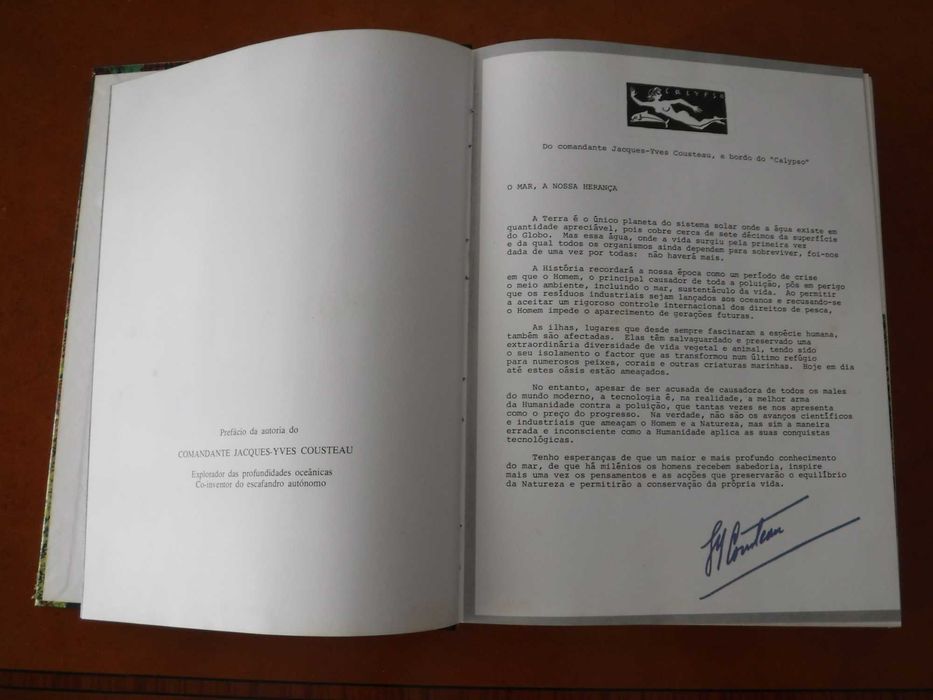 Prefácio da autoria do
COMANDANTE JACQUES-YVES COUSTEAU
Explorador das profundidades oceânicas
Co-inventor do escafandro autónomo
CALYPSO
Do comandante Jacques-Yves Cousteau, a bordo do "Calypso"
O MAR, A NOSSA HERANÇA
A Terra é o único planeta do sistema solar onde a água existe em
quantidade apreciável, pois cobre cerca de sete décimos da superfície
do Globo. Mas essa água, onde a vida surgiu pela primeira vez
e da qual todos os organismos ainda dependem para sobreviver, foi-nos
dada de uma vez por todas: não haverá mais.
A História recordará a nossa época como um período de crise
em que o Homem, o principal causador de toda a poluição, pôs em perigo
o meio ambiente, incluindo o mar, sustentáculo da vida. Ao permitir
que os resíduos industriais sejam lançados aos oceanos e recusando-se
a aceitar um rigoroso controle internacional dos direitos de pesca,
o Homem impede o aparecimento de gerações futuras.
As ilhas, lugares que desde sempre fascinaram a espécie humana,
também são afectadas. Elas têm salvaguardado e preservado uma
extraordinária diversidade de vida vegetal e animal, tendo sido
o seu isolamento o factor que as transformou num último refúgio
para numerosos peixes, corais e outras criaturas marinhas. Hoje em dia
até estes oásis estão ameaçados.
No entanto, apesar de ser acusada de causadora de todos os males
do mundo moderno, a tecnologia é, na realidade, a melhor arma
da Humanidade contra a poluição, que tantas vezes se nos apresenta
como o preço do progresso. Na verdade, não são os avanços científicos
e industriais que ameaçam o Homem e a Natureza, mas sim a maneira
errada e inconsciente como a Humanidade aplica as suas conquistas
tecnológicas.
Tenho esperanças de que um maior e mais profundo conhecimento
do mar, de que há milénios os homens recebem sabedoria, inspire
mais uma vez os pensamentos e as acções que preservarão o equilíbrio
da Natureza e permitirão a conservação da própria vida.
JY Cousteau